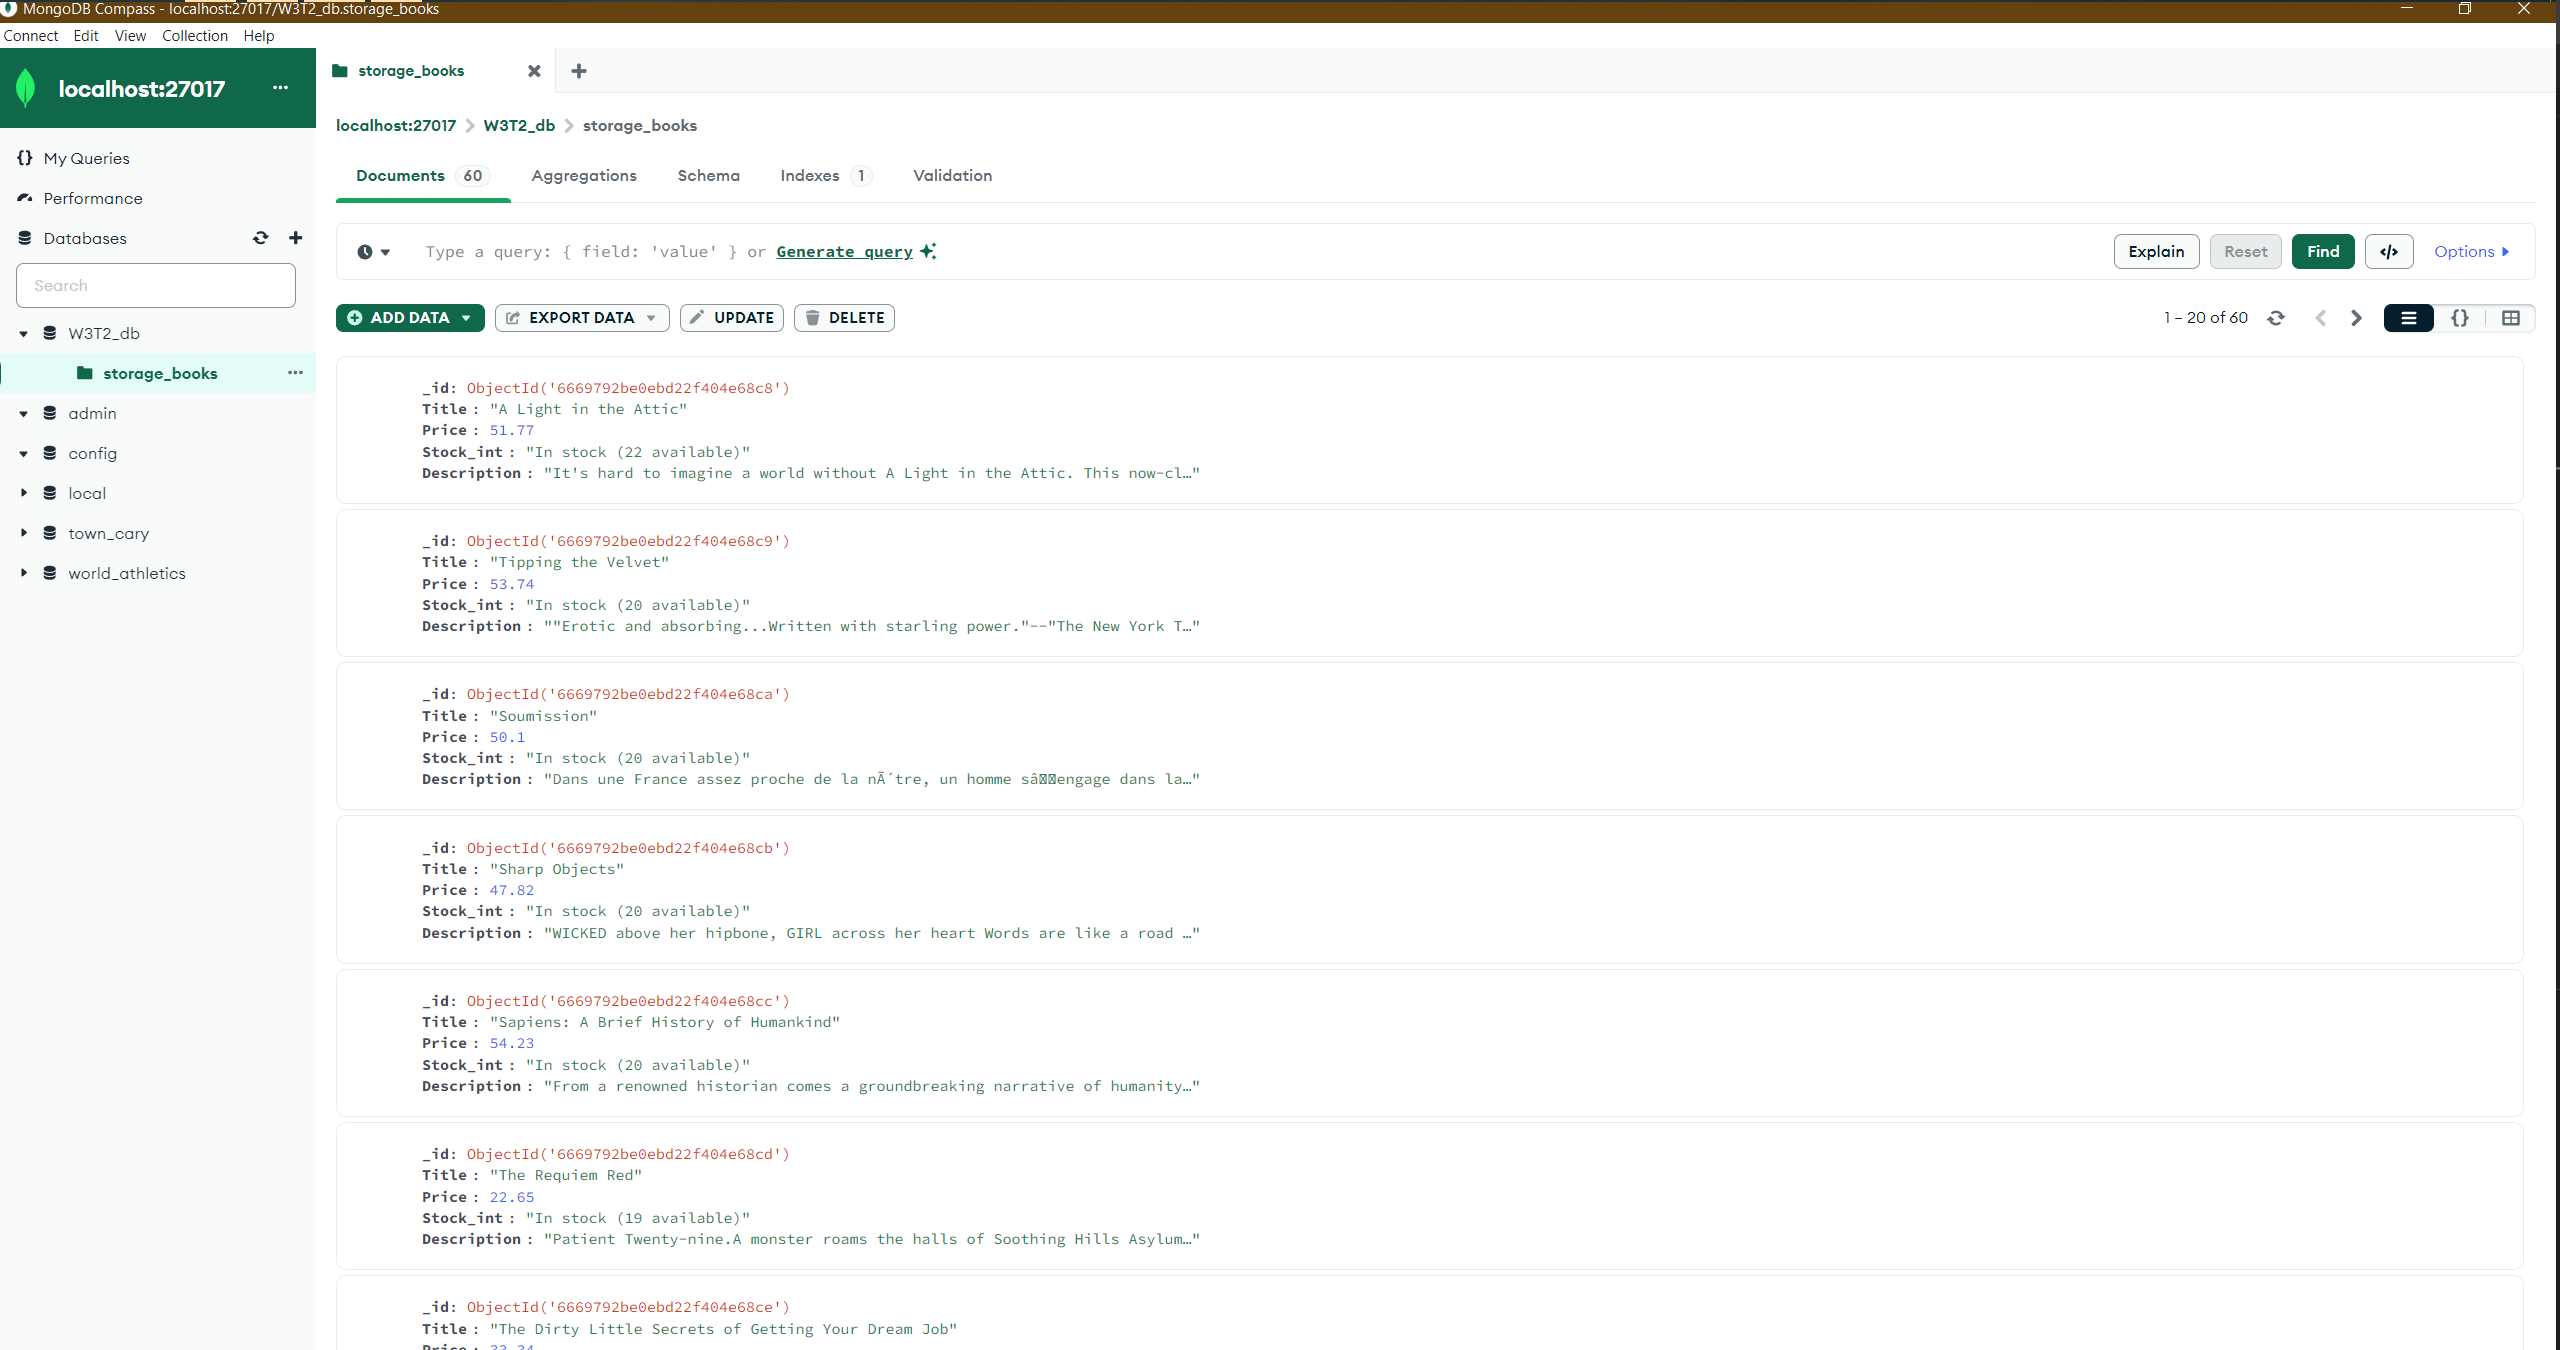 MongoDB Compass - localhost:27017/W3T2_db.storage_books
Connect Edit View Collection Help
localhost:27017
storage_books
My Queries
Performance
Databases
Search
W3T2_db
storage_books
admin
config
local
town_cary
world_athletics
localhost:27017 > W3T2_db > storage_books
Documents 60 Aggregations Schema Indexes 1 Validation
Type a query: { field: 'value' } or Generate query
Explain Reset Find </> Options
ADD DATA EXPORT DATA UPDATE DELETE
1 – 20 of 60
_id: ObjectId('6669792be0ebd22f404e68c8')
Title : "A Light in the Attic"
Price : 51.77
Stock_int : "In stock (22 available)"
Description : "It's hard to imagine a world without A Light in the Attic. This now-cl…"
_id: ObjectId('6669792be0ebd22f404e68c9')
Title : "Tipping the Velvet"
Price : 53.74
Stock_int : "In stock (20 available)"
Description : ""Erotic and absorbing...Written with starling power."--"The New York T…"
_id: ObjectId('6669792be0ebd22f404e68ca')
Title : "Soumission"
Price : 50.1
Stock_int : "In stock (20 available)"
Description : "Dans une France assez proche de la nÃ´tre, un homme sâengage dans la…"
_id: ObjectId('6669792be0ebd22f404e68cb')
Title : "Sharp Objects"
Price : 47.82
Stock_int : "In stock (20 available)"
Description : "WICKED above her hipbone, GIRL across her heart Words are like a road …"
_id: ObjectId('6669792be0ebd22f404e68cc')
Title : "Sapiens: A Brief History of Humankind"
Price : 54.23
Stock_int : "In stock (20 available)"
Description : "From a renowned historian comes a groundbreaking narrative of humanity…"
_id: ObjectId('6669792be0ebd22f404e68cd')
Title : "The Requiem Red"
Price : 22.65
Stock_int : "In stock (19 available)"
Description : "Patient Twenty-nine.A monster roams the halls of Soothing Hills Asylum…"
_id: ObjectId('6669792be0ebd22f404e68ce')
Title : "The Dirty Little Secrets of Getting Your Dream Job"
Price : 33.34